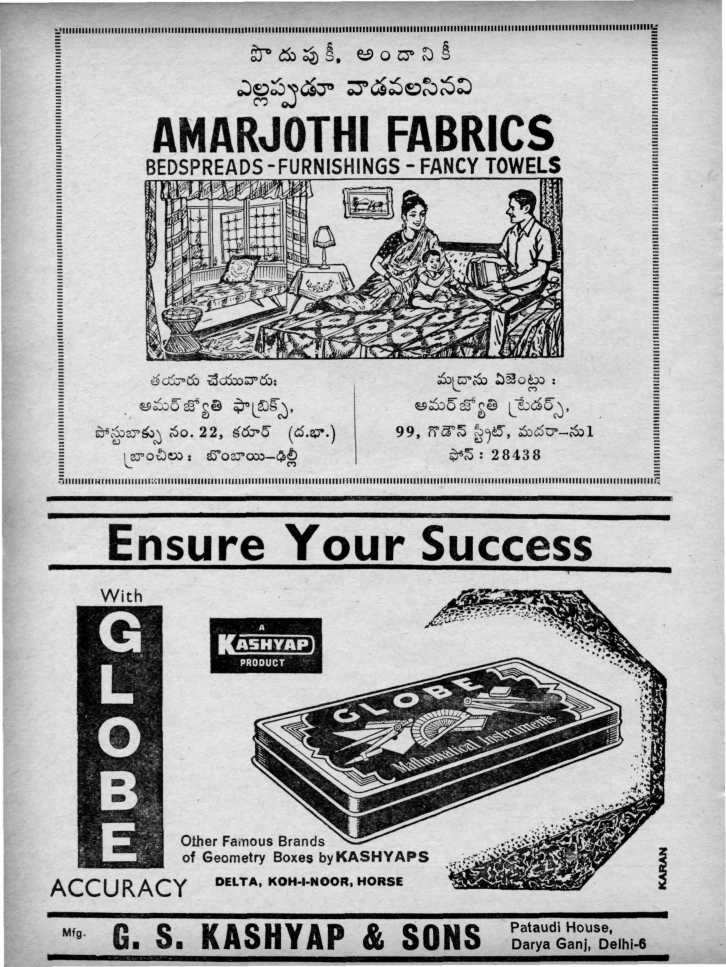 పొదుపుకీ, అందానికీ
ఎల్లప్పుడూ వాడవలసినవి
AMARJOTHI FABRICS
BEDSPREADS - FURNISHINGS - FANCY TOWELS
తయారు చేయువారు:
అమర్‌జ్యోతి ఫాబ్రిక్స్,
పోస్టుబాక్సు నం. 22, కరూర్ (ద.భా.)
బ్రాంచీలు: బొంబాయి–ఢిల్లీ
మద్రాసు ఏజెంట్లు :
అమర్‌జ్యోతి ట్రేడర్స్,
99, గౌడౌన్ స్ట్రీట్, మదరా–సు1
ఫోన్ : 28438
Ensure Your Success
With
GLOBE
ACCURACY
A
KASHYAP
PRODUCT
GLOBE
Mathematical Instruments
Other Famous Brands
of Geometry Boxes by KASHYAPS
DELTA, KOH-I-NOOR, HORSE
KARAN
Mfg. G. S. KASHYAP & SONS
Pataudi House,
Darya Ganj, Delhi-6